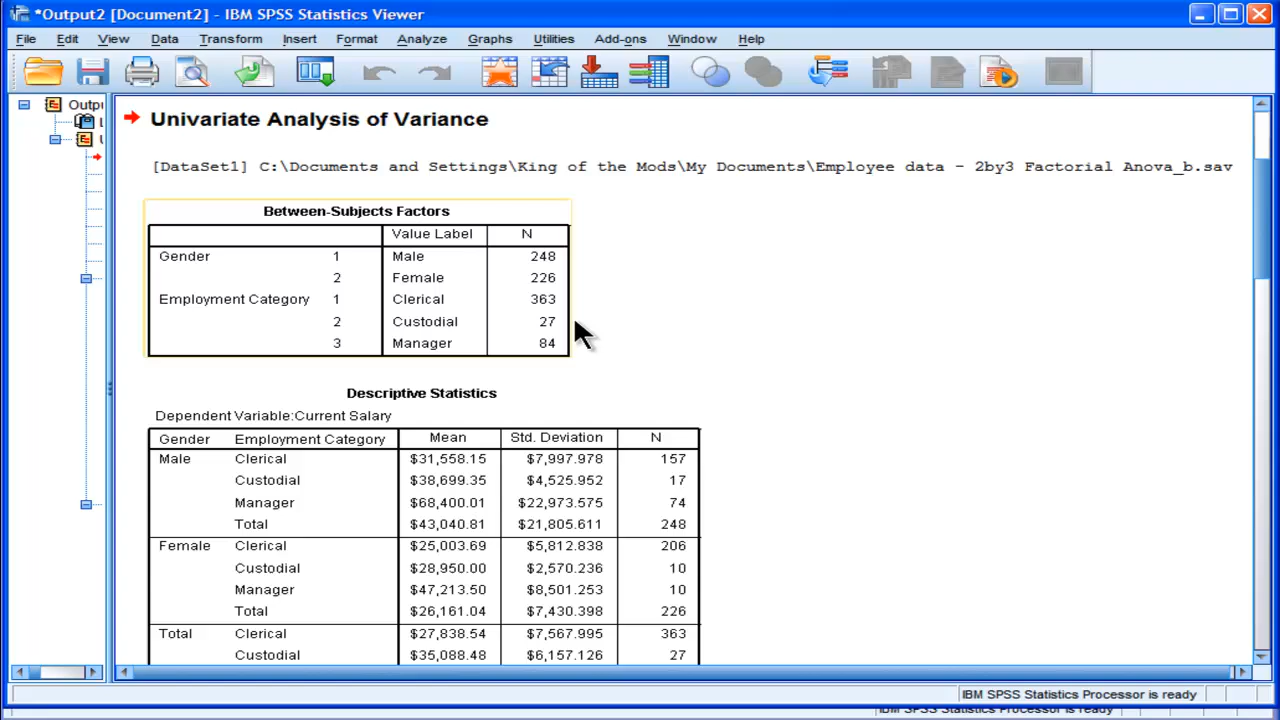 *Output2 [Document2] - IBM SPSS Statistics Viewer
File Edit View Data Transform Insert Format Analyze Graphs Utilities Add-ons Window Help
Outpu
L
U
Univariate Analysis of Variance
[DataSet1] C:\Documents and Settings\King of the Mods\My Documents\Employee data - 2by3 Factorial Anova_b.sav
Between-Subjects Factors
Value Label N
Gender 1 Male 248
2 Female 226
Employment Category 1 Clerical 363
2 Custodial 27
3 Manager 84
Descriptive Statistics
Dependent Variable:Current Salary
Gender Employment Category Mean Std. Deviation N
Male Clerical $31,558.15 $7,997.978 157
Custodial $38,699.35 $4,525.952 17
Manager $68,400.01 $22,973.575 74
Total $43,040.81 $21,805.611 248
Female Clerical $25,003.69 $5,812.838 206
Custodial $28,950.00 $2,570.236 10
Manager $47,213.50 $8,501.253 10
Total $26,161.04 $7,430.398 226
Total Clerical $27,838.54 $7,567.995 363
Custodial $35,088.48 $6,157.126 27
IBM SPSS Statistics Processor is ready
IBM SPSS Statistics Processor is ready